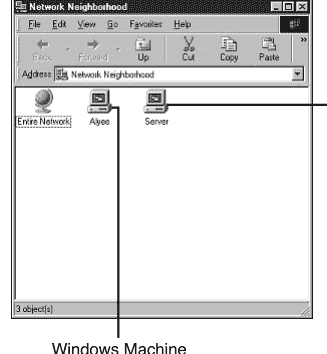 Network Neighborhood
File Edit View Go Favorites Help
Back Forward Up Cut Copy Paste »
Address Network Neighborhood
Entire Network Alyee Server
3 object(s)
Windows Machine